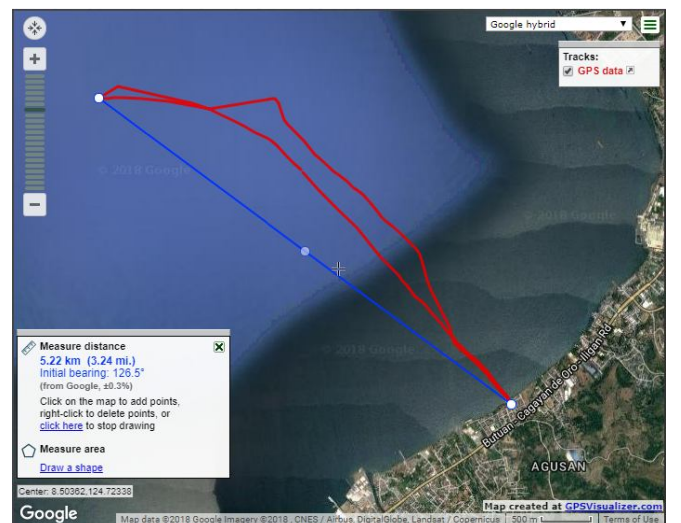 Google hybrid
Tracks:
GPS data
© 2018 Google
© 2018 Google
© 2018 Google
Measure distance
5.22 km (3.24 mi.)
Initial bearing: 126.5°
(from Google, ±0.3%)
Click on the map to add points,
right-click to delete points, or
click here to stop drawing
Measure area
Draw a shape
Butuan - Cagayan de Oro - Iligan Rd
AGUSAN
Center: 8.50362,124.72338
Map created at GPSVisualizer.com
Google
Map data ©2018 Google Imagery ©2018 , CNES / Airbus, DigitalGlobe, Landsat / Copernicus
500 m
Terms of Use